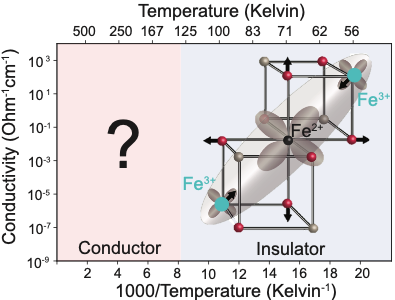 Temperature (Kelvin)
500 250 167 125 100 83 71 62 56
Conductivity (Ohm⁻¹cm⁻¹)
10³
10¹
10⁻¹
10⁻³
10⁻⁵
10⁻⁷
10⁻⁹
?
Fe³⁺
Fe²⁺
Fe³⁺
Conductor
Insulator
2 4 6 8 10 12 14 16 18 20
1000/Temperature (Kelvin⁻¹)